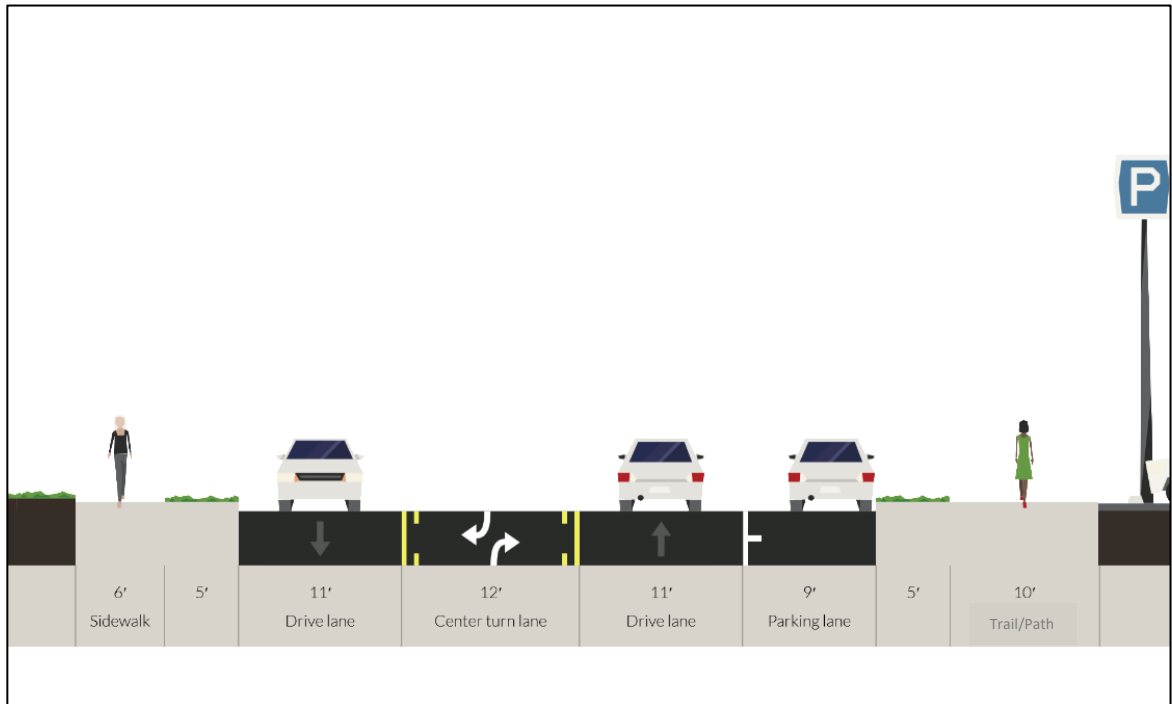 P
6′ 5′ 11′ 12′ 11′ 9′ 5′ 10′
Sidewalk Drive lane Center turn lane Drive lane Parking lane Trail/Path